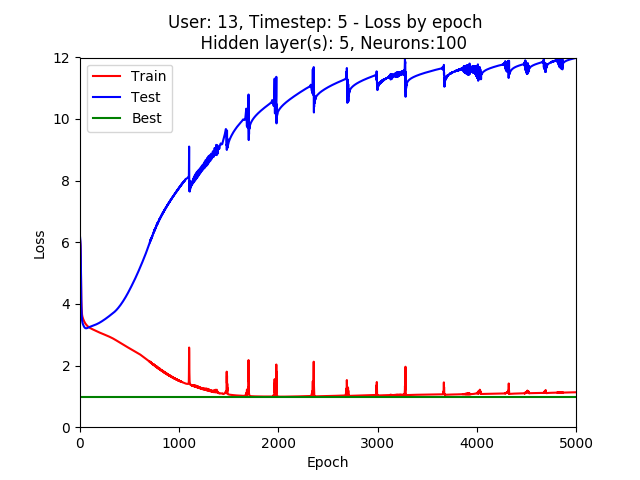 User: 13, Timestep: 5 - Loss by epoch
Hidden layer(s): 5, Neurons:100
Train
Test
Best
Loss
12
10
8
6
4
2
0
0 1000 2000 3000 4000 5000
Epoch